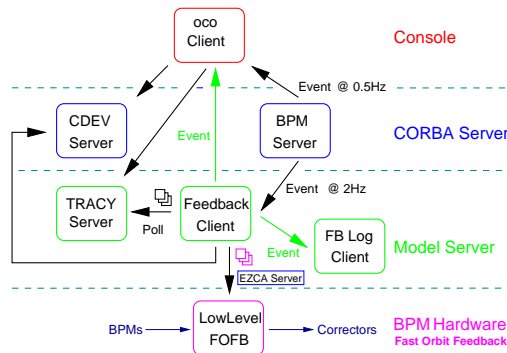 oco
Client
Console
Event @ 0.5Hz
CDEV
Server
Event
BPM
Server
CORBA Server
Event @ 2Hz
TRACY
Server
Poll
Feedback
Client
Event
FB Log
Client
Model Server
EZCA Server
BPMs
LowLevel
FOFB
Correctors
BPM Hardware
Fast Orbit Feedback